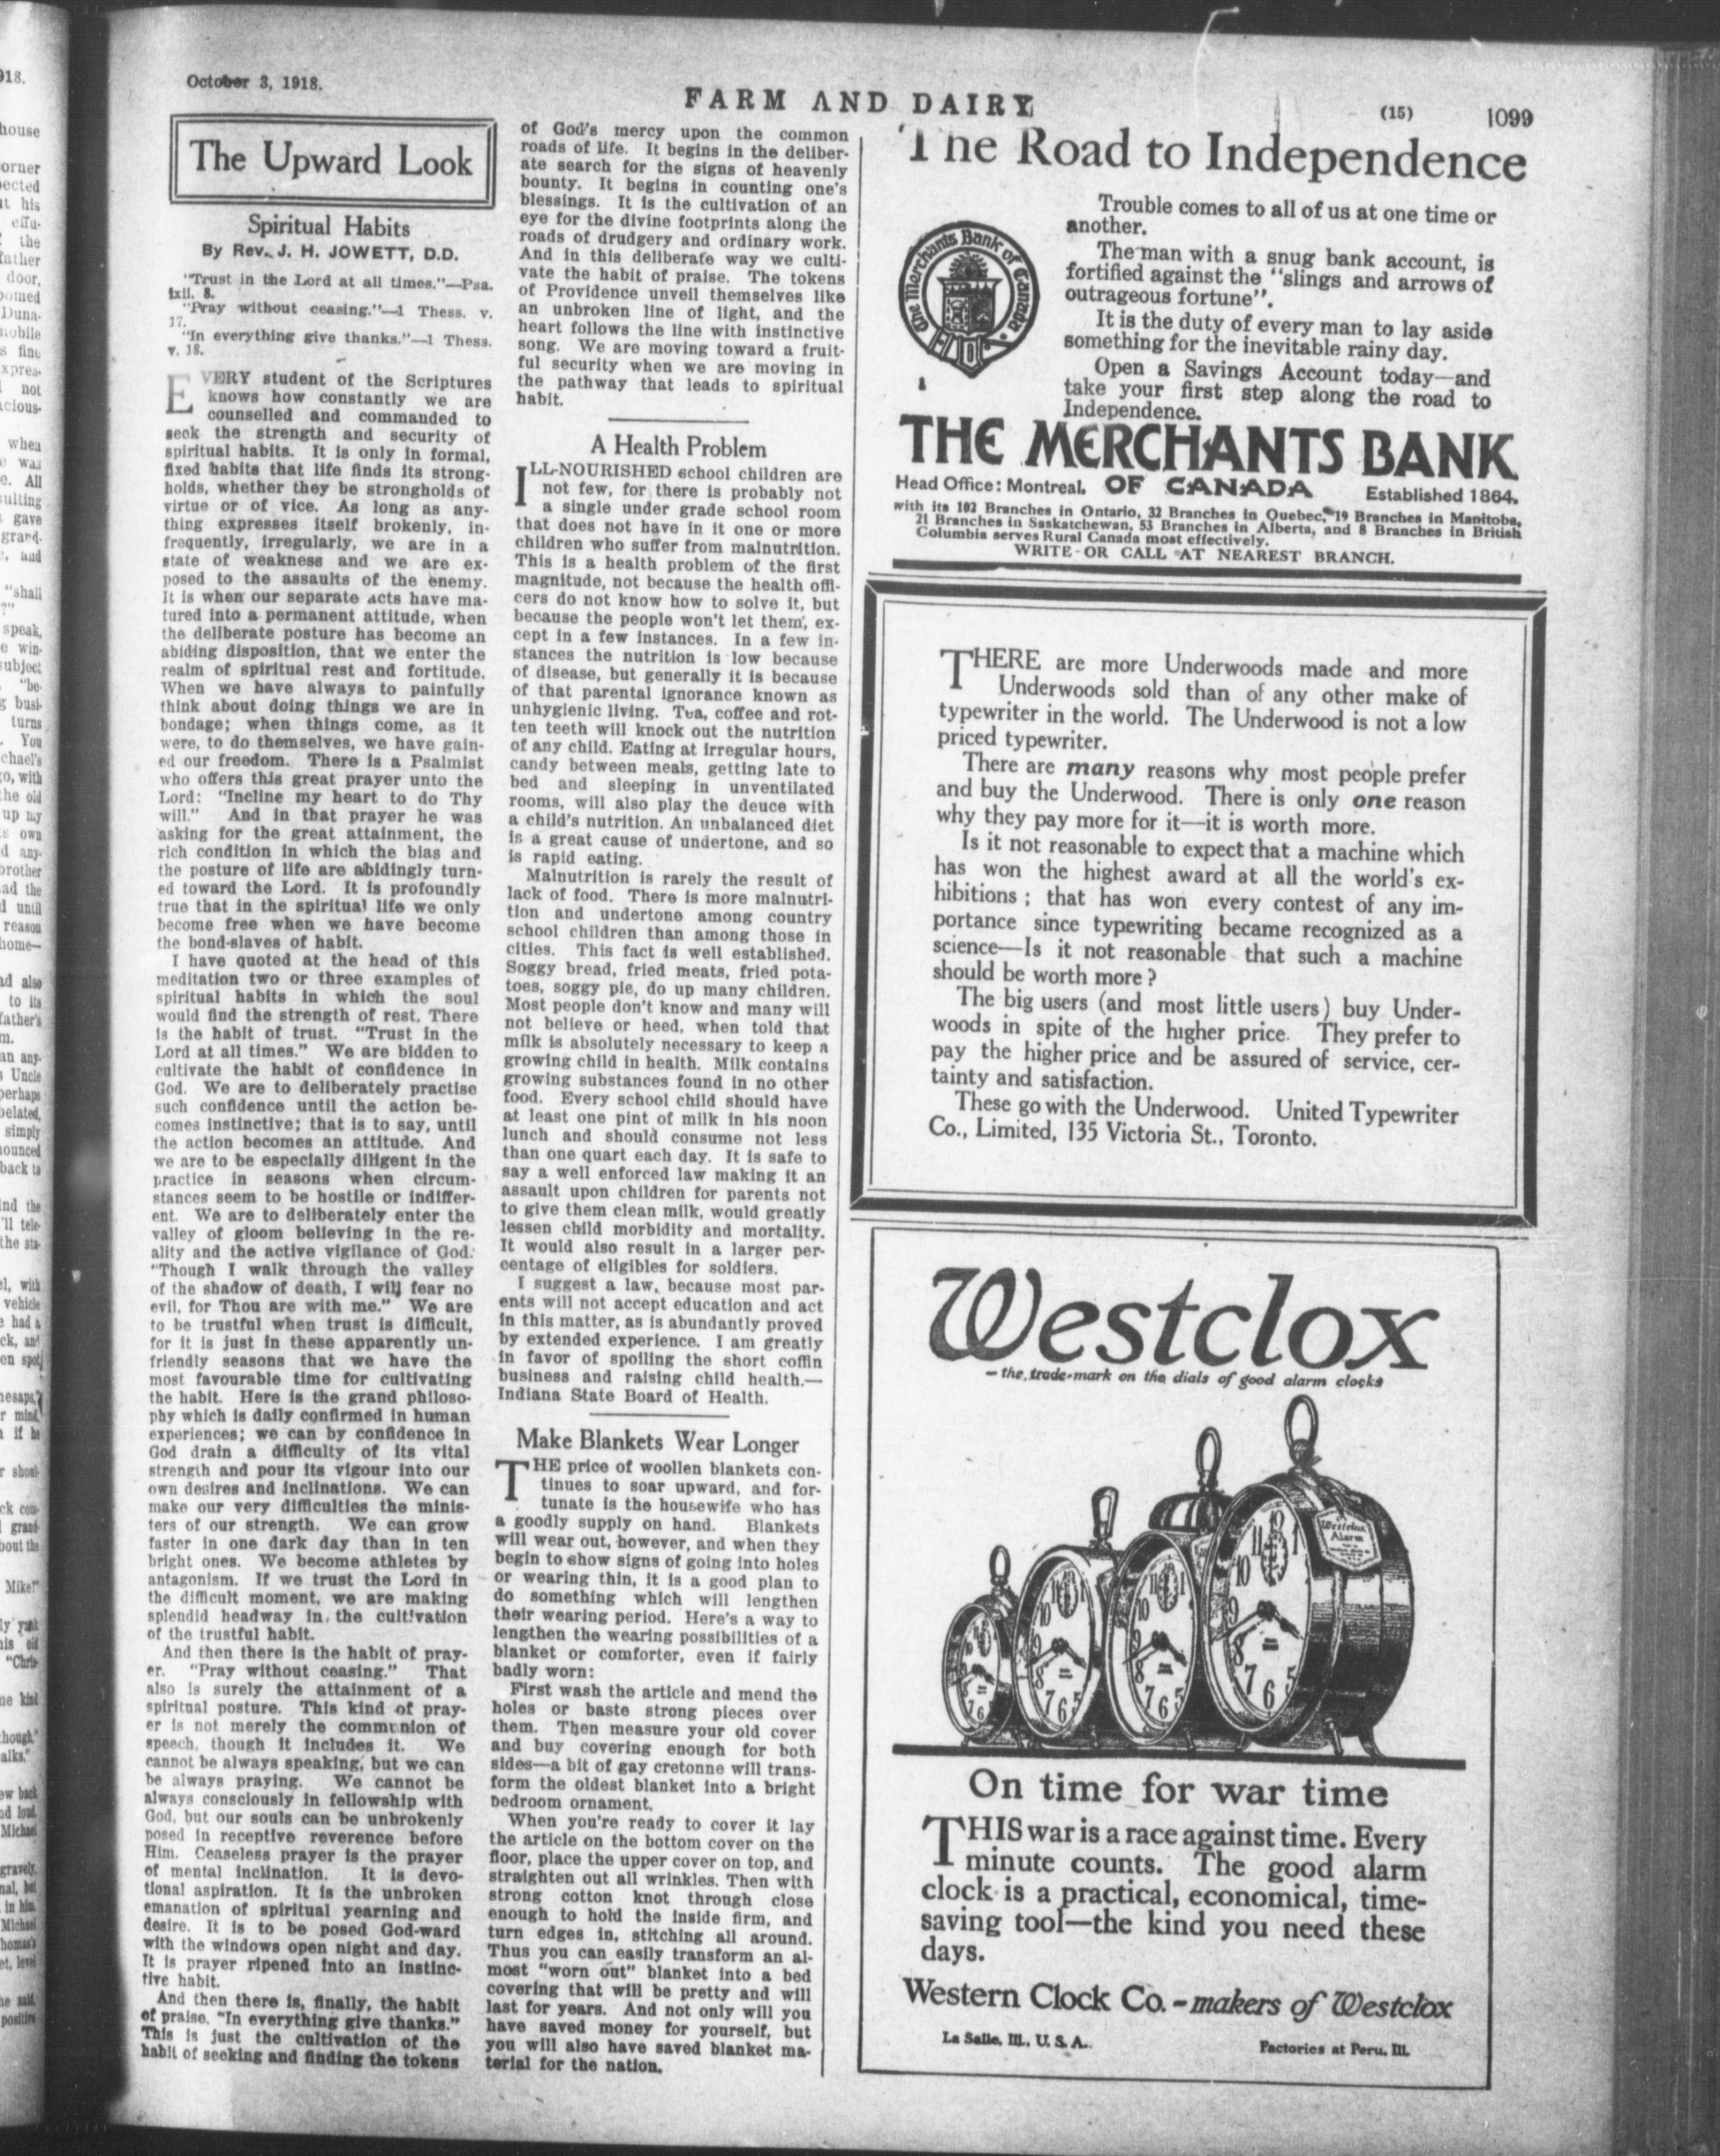 October 3, 1918.
FARM AND DAIRY
(15)
1099
The Upward Look
Spiritual Habits
By Rev. J. H. JOWETT, D.D.
"Trust in the Lord at all times."—Psa.
lxii. 8.
"Pray without ceasing."—1 Thess. v.
17.
"In everything give thanks."—1 Thess.
v. 18.
EVERY student of the Scriptures
knows how constantly we are
counselled and commanded to
seek the strength and security of
spiritual habits. It is only in formal,
fixed habits that life finds its strong-
holds, whether they be strongholds of
virtue or of vice. As long as any-
thing expresses itself brokenly, in-
frequently, irregularly, we are in a
state of weakness and we are ex-
posed to the assaults of the enemy.
It is when our separate acts have ma-
tured into a permanent attitude, when
the deliberate posture has become an
abiding disposition, that we enter the
realm of spiritual rest and fortitude.
When we have always to painfully
think about doing things we are in
bondage; when things come, as it
were, to do themselves, we have gain-
ed our freedom. There is a Psalmist
who offers this great prayer unto the
Lord: "Incline my heart to do Thy
will." And in that prayer he was
asking for the great attainment, the
rich condition in which the bias and
the posture of life are abidingly turn-
ed toward the Lord. It is profoundly
true that in the spiritual life we only
become free when we have become
the bond-slaves of habit.
I have quoted at the head of this
meditation two or three examples of
spiritual habits in which the soul
would find the strength of rest. There
is the habit of trust. "Trust in the
Lord at all times." We are bidden to
cultivate the habit of confidence in
God. We are to deliberately practise
such confidence until the action be-
comes instinctive; that is to say, until
the action becomes an attitude. And
we are to be especially diligent in the
practice in seasons when circum-
stances seem to be hostile or indiffer-
ent. We are to deliberately enter the
valley of gloom believing in the re-
ality and the active vigilance of God.
"Though I walk through the valley
of the shadow of death, I will fear no
evil, for Thou are with me." We are
to be trustful when trust is difficult,
for it is just in these apparently un-
friendly seasons that we have the
most favourable time for cultivating
the habit. Here is the grand philoso-
phy which is daily confirmed in human
experiences; we can by confidence in
God drain a difficulty of its vital
strength and pour its vigour into our
own desires and inclinations. We can
make our very difficulties the minis-
ters of our strength. We can grow
faster in one dark day than in ten
bright ones. We become athletes by
antagonism. If we trust the Lord in
the difficult moment, we are making
splendid headway in the cultivation
of the trustful habit.
And then there is the habit of pray-
er. "Pray without ceasing." That
also is surely the attainment of a
spiritual posture. This kind of pray-
er is not merely the communion of
speech, though it includes it. We
cannot be always speaking, but we can
be always praying. We cannot be
always consciously in fellowship with
God, but our souls can be unbrokenly
posed in receptive reverence before
Him. Ceaseless prayer is the prayer
of mental inclination. It is devo-
tional aspiration. It is the unbroken
emanation of spiritual yearning and
desire. It is to be posed God-ward
with the windows open night and day.
It is prayer ripened into an instinc-
tive habit.
And then there is, finally, the habit
of praise. "In everything give thanks."
This is just the cultivation of the
habit of seeking and finding the tokens
of God's mercy upon the common
roads of life. It begins in the deliber-
ate search for the signs of heavenly
bounty. It begins in counting one's
blessings. It is the cultivation of an
eye for the divine footprints along the
roads of drudgery and ordinary work.
And in this deliberate way we culti-
vate the habit of praise. The tokens
of Providence unveil themselves like
an unbroken line of light, and the
heart follows the line with instinctive
song. We are moving toward a fruit-
ful security when we are moving in
the pathway that leads to spiritual
habit.
A Health Problem
ILL-NOURISHED school children are
not few, for there is probably not
a single under grade school room
that does not have in it one or more
children who suffer from malnutrition.
This is a health problem of the first
magnitude, not because the health offi-
cers do not know how to solve it, but
because the people won't let them, ex-
cept in a few instances. In a few in-
stances the nutrition is low because
of disease, but generally it is because
of that parental ignorance known as
unhygienic living. Tea, coffee and rot-
ten teeth will knock out the nutrition
of any child. Eating at irregular hours,
candy between meals, getting late to
bed and sleeping in unventilated
rooms, will also play the deuce with
a child's nutrition. An unbalanced diet
is a great cause of undertone, and so
is rapid eating.
Malnutrition is rarely the result of
lack of food. There is more malnutri-
tion and undertone among country
school children than among those in
cities. This fact is well established.
Soggy bread, fried meats, fried pota-
toes, soggy pie, do up many children.
Most people don't know and many will
not believe or heed, when told that
milk is absolutely necessary to keep a
growing child in health. Milk contains
growing substances found in no other
food. Every school child should have
at least one pint of milk in his noon
lunch and should consume not less
than one quart each day. It is safe to
say a well enforced law making it an
assault upon children for parents not
to give them clean milk, would greatly
lessen child morbidity and mortality.
It would also result in a larger per-
centage of eligibles for soldiers.
I suggest a law, because most par-
ents will not accept education and act
in this matter, as is abundantly proved
by extended experience. I am greatly
in favor of spoiling the short coffin
business and raising child health.—
Indiana State Board of Health.
Make Blankets Wear Longer
THE price of woollen blankets con-
tinues to soar upward, and for-
tunate is the housewife who has
a goodly supply on hand. Blankets
will wear out, however, and when they
begin to show signs of going into holes
or wearing thin, it is a good plan to
do something which will lengthen
their wearing period. Here's a way to
lengthen the wearing possibilities of a
blanket or comforter, even if fairly
badly worn:
First wash the article and mend the
holes or baste strong pieces over
them. Then measure your old cover
and buy covering enough for both
sides—a bit of gay cretonne will trans-
form the oldest blanket into a bright
bedroom ornament.
When you're ready to cover it lay
the article on the bottom cover on the
floor, place the upper cover on top, and
straighten out all wrinkles. Then with
strong cotton knot through close
enough to hold the inside firm, and
turn edges in, stitching all around.
Thus you can easily transform an al-
most "worn out" blanket into a bed
covering that will be pretty and will
last for years. And not only will you
have saved money for yourself, but
you will also have saved blanket ma-
terial for the nation.
The Road to Independence
The Merchants Bank of Canada
Trouble comes to all of us at one time or
another.
The man with a snug bank account, is
fortified against the "slings and arrows of
outrageous fortune".
It is the duty of every man to lay aside
something for the inevitable rainy day.
Open a Savings Account today—and
take your first step along the road to
Independence.
THE MERCHANTS BANK
Head Office: Montreal. OF CANADA Established 1864.
with its 102 Branches in Ontario, 32 Branches in Quebec, 19 Branches in Manitoba,
21 Branches in Saskatchewan, 53 Branches in Alberta, and 8 Branches in British
Columbia serves Rural Canada most effectively.
WRITE OR CALL AT NEAREST BRANCH.
THERE are more Underwoods made and more
Underwoods sold than of any other make of
typewriter in the world. The Underwood is not a low
priced typewriter.
There are many reasons why most people prefer
and buy the Underwood. There is only one reason
why they pay more for it—it is worth more.
Is it not reasonable to expect that a machine which
has won the highest award at all the world's ex-
hibitions; that has won every contest of any im-
portance since typewriting became recognized as a
science—Is it not reasonable that such a machine
should be worth more?
The big users (and most little users) buy Under-
woods in spite of the higher price. They prefer to
pay the higher price and be assured of service, cer-
tainty and satisfaction.
These go with the Underwood. United Typewriter
Co., Limited, 135 Victoria St., Toronto.
Westclox
—the trade-mark on the dials of good alarm clocks
Westclox
Alarm
On time for war time
THIS war is a race against time. Every
minute counts. The good alarm
clock is a practical, economical, time-
saving tool—the kind you need these
days.
Western Clock Co.-makers of Westclox
La Salle, Ill., U. S. A.
Factories at Peru, Ill.